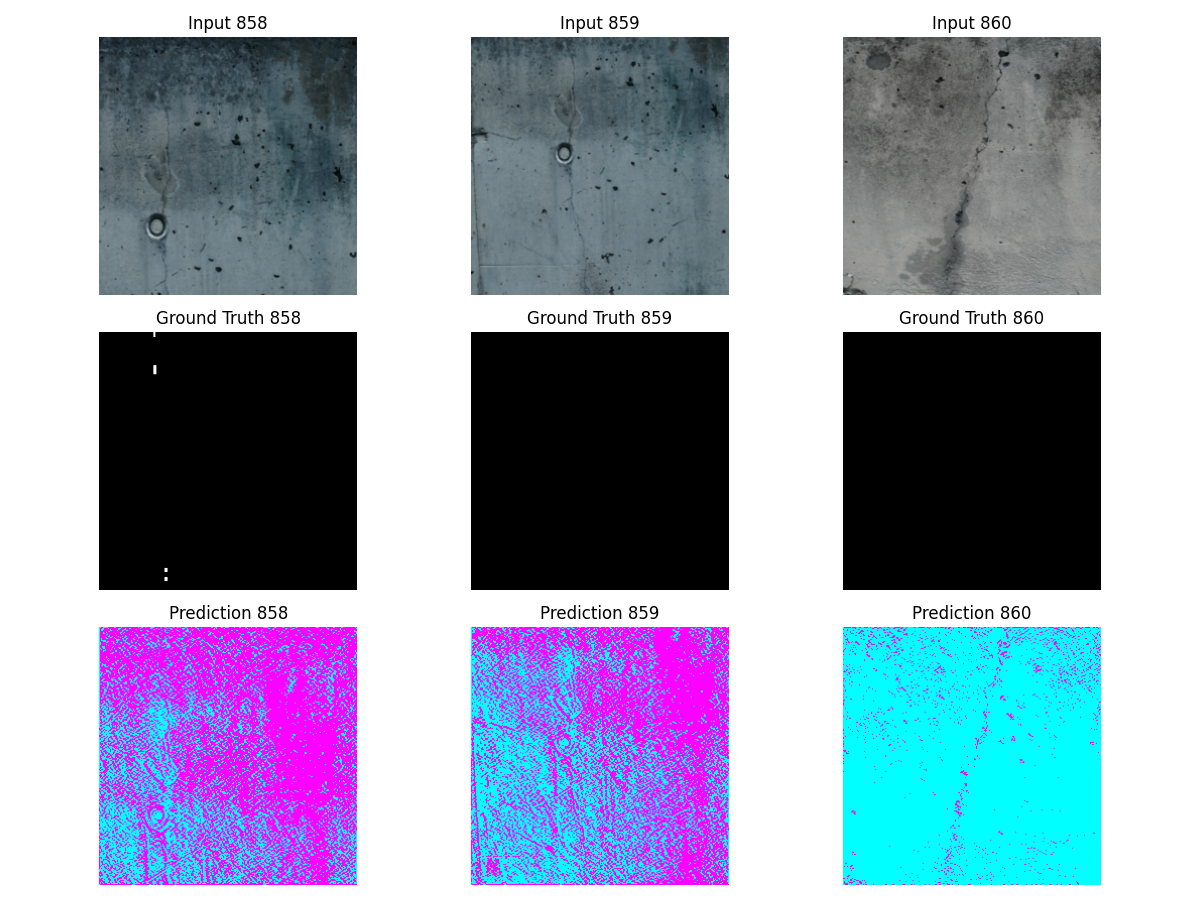 Input 858
Input 859
Input 860
Ground Truth 858
Ground Truth 859
Ground Truth 860
Prediction 858
Prediction 859
Prediction 860